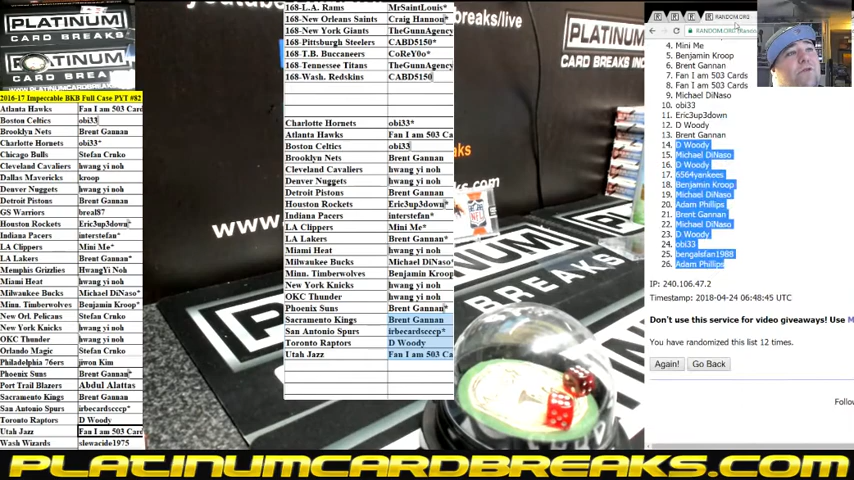 PLATINUM
CARD BREAKS INC
PLATINUM
2016-17 Impeccable BKB Full Case PYT #82
Atlanta Hawks Fan I am 503 Card
Boston Celtics obi33
Brooklyn Nets Brent Gannan
Charlotte Hornets obi33*
Chicago Bulls Stefan Crnko
Cleveland Cavaliers hwang yi noh
Dallas Mavericks kroop
Denver Nuggets hwang yi noh
Detroit Pistons Brent Gannan
GS Warriors breal87
Houston Rockets Eric3up3down*
Indiana Pacers interstefan*
LA Clippers Mini Me*
LA Lakers Brent Gannan*
Memphis Grizzlies HwangYi Noh
Miami Heat hwang yi noh
Milwaukee Bucks Michael DiNaso*
Minn. Timberwolves Benjamin Kroop*
New Orl. Pelicans Stefan Crnko
New York Knicks hwang yi noh
OKC Thunder hwang yi noh
Orlando Magic Stefan Crnko
Philadelphia 76ers jiwon Kim
Phoenix Suns Brent Gannan*
Port Trail Blazers Abdul Alattas
Sacramento Kings Brent Gannan
San Antonio Spurs irbecardscccp*
Toronto Raptors D Woody
Utah Jazz Fan I am 503 Card
Wash Wizards slewacide1975
168-L.A. Rams MrSaintLouis*
168-New Orleans Saints Craig Hannon*
168-New York Giants TheGunnAgency
168-Pittsburgh Steelers CABD5150*
168-T.B. Buccaneers CoReY0o*
168-Tennessee Titans TheGunnAgency
168-Wash. Redskins CABD5150
Charlotte Hornets obi33*
Atlanta Hawks Fan I am 503 Ca
Boston Celtics obi33
Brooklyn Nets Brent Gannan
Cleveland Cavaliers hwang yi noh
Denver Nuggets hwang yi noh
Detroit Pistons Brent Gannan
Houston Rockets Eric3up3down*
Indiana Pacers interstefan*
LA Clippers Mini Me*
LA Lakers Brent Gannan*
Miami Heat hwang yi noh
Milwaukee Bucks Michael DiNaso*
Minn. Timberwolves Benjamin Kroop
New York Knicks hwang yi noh
OKC Thunder hwang yi noh
Phoenix Suns Brent Gannan*
Sacramento Kings Brent Gannan
San Antonio Spurs irbecardscccp*
Toronto Raptors D Woody
Utah Jazz Fan I am 503 Ca
www.
breaks/live
eaks
s.com
NFL
BREAKS
RANDOM.ORG
4. Mini Me
5. Benjamin Kroop
6. Brent Gannan
7. Fan I am 503 Cards
8. Fan I am 503 Cards
9. Michael DiNaso
10. obi33
11. Eric3up3down
12. D Woody
13. Brent Gannan
14. D Woody
15. Michael DiNaso
16. D Woody
17. 6564yankees
18. Benjamin Kroop
19. Michael DiNaso
20. Adam Phillips
21. Brent Gannan
22. Michael DiNaso
23. D Woody
24. obi33
25. bengalsfan1988
26. Adam Phillips
IP: 240.106.47.2
Timestamp: 2018-04-24 06:48:45 UTC
Don't use this service for video giveaways! Use M
You have randomized this list 12 times.
Again! Go Back
Follow
PLATINUMCARDBREAKS.COM